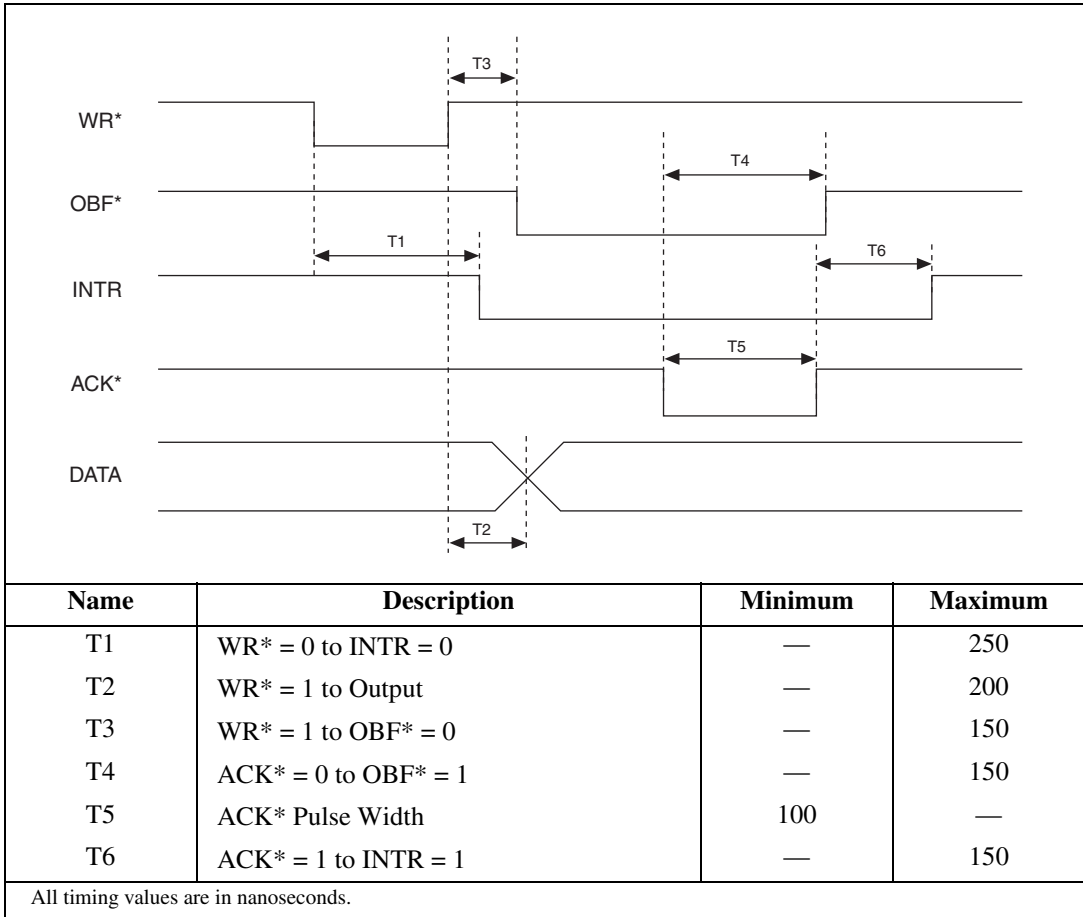 T3
WR*
T4
OBF*
T1
T6
INTR
T5
ACK*
DATA
T2
Name Description Minimum Maximum
T1 WR* = 0 to INTR = 0 — 250
T2 WR* = 1 to Output — 200
T3 WR* = 1 to OBF* = 0 — 150
T4 ACK* = 0 to OBF* = 1 — 150
T5 ACK* Pulse Width 100 —
T6 ACK* = 1 to INTR = 1 — 150
All timing values are in nanoseconds.